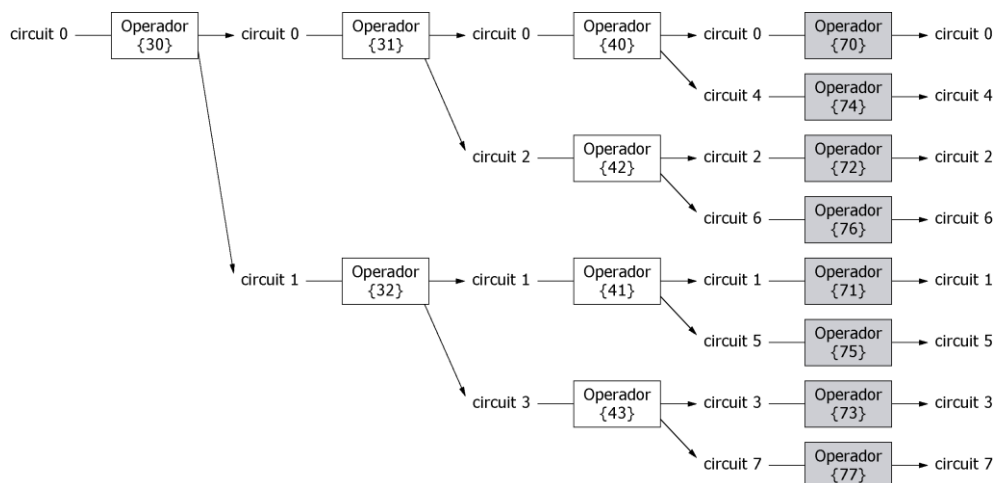 circuit 0
Operador
{30}
circuit 0
Operador
{31}
circuit 0
Operador
{40}
circuit 0
Operador
{70}
circuit 0
circuit 4
Operador
{74}
circuit 4
circuit 2
Operador
{42}
circuit 2
Operador
{72}
circuit 2
circuit 6
Operador
{76}
circuit 6
circuit 1
Operador
{32}
circuit 1
Operador
{41}
circuit 1
Operador
{71}
circuit 1
circuit 5
Operador
{75}
circuit 5
circuit 3
Operador
{43}
circuit 3
Operador
{73}
circuit 3
circuit 7
Operador
{77}
circuit 7